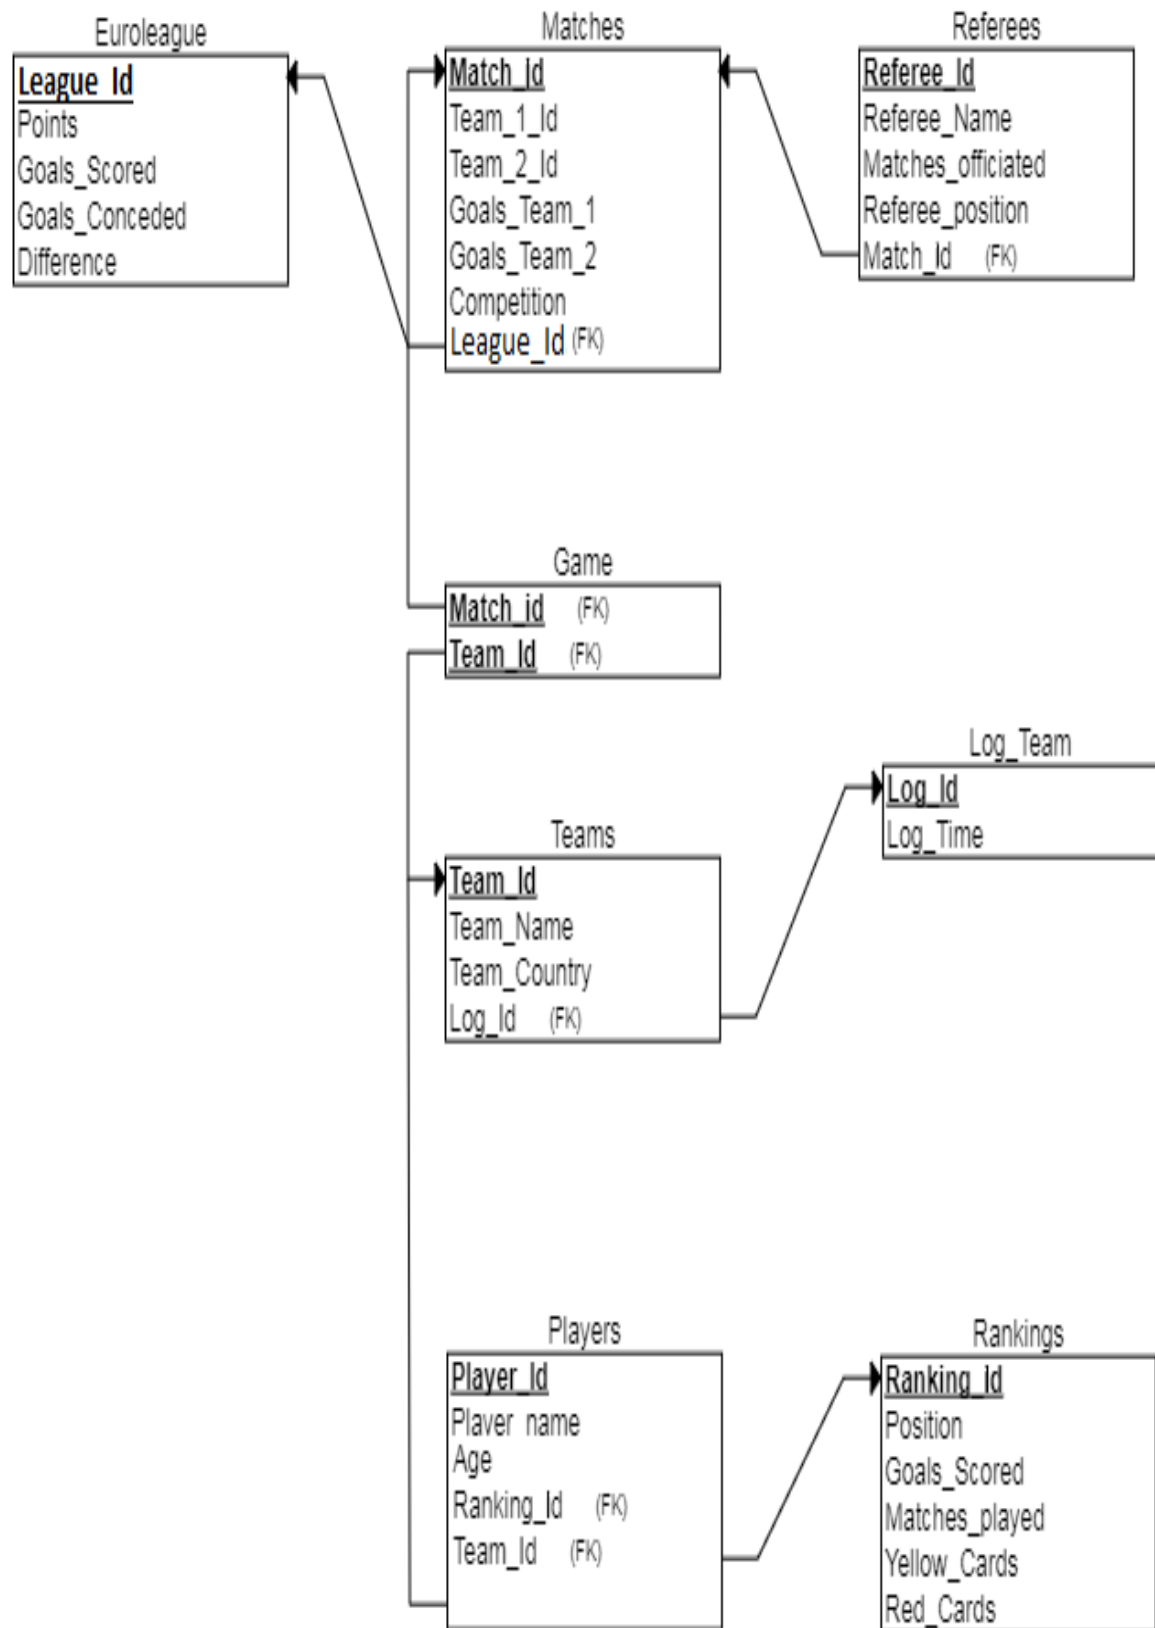 Euroleague
League_Id
Points
Goals_Scored
Goals_Conceded
Difference
Matches
Match_id
Team_1_Id
Team_2_Id
Goals_Team_1
Goals_Team_2
Competition
League_Id (FK)
Referees
Referee_Id
Referee_Name
Matches_officiated
Referee_position
Match_Id (FK)
Game
Match_id (FK)
Team_Id (FK)
Log_Team
Log_Id
Log_Time
Teams
Team_Id
Team_Name
Team_Country
Log_Id (FK)
Players
Player_Id
Player_name
Age
Ranking_Id (FK)
Team_Id (FK)
Rankings
Ranking_id
Position
Goals_Scored
Matches_played
Yellow_Cards
Red_Cards